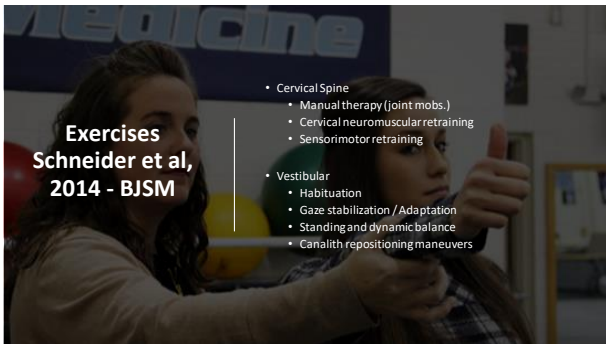 Medicine
Exercises
Schneider et al,
2014 - BJSM
• Cervical Spine
• Manual therapy (joint mobs.)
• Cervical neuromuscular retraining
• Sensorimotor retraining
• Vestibular
• Habituation
• Gaze stabilization / Adaptation
• Standing and dynamic balance
• Canalith repositioning maneuvers